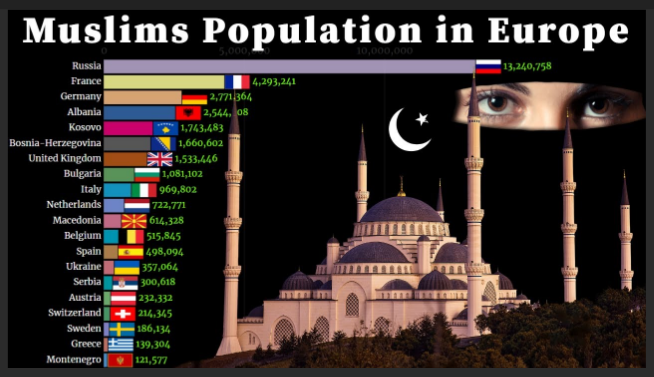 Muslims Population in Europe
0 5,000,000 10,000,000
Russia 13,240,758
France 4,293,241
Germany 2,771,364
Albania 2,544, 08
Kosovo 1,743,483
Bosnia-Herzegovina 1,660,602
United Kingdom 1,533,446
Bulgaria 1,081,102
Italy 969,802
Netherlands 722,771
Macedonia 614,328
Belgium 515,845
Spain 498,094
Ukraine 357,064
Serbia 300,618
Austria 232,332
Switzerland 214,345
Sweden 186,134
Greece 139,304
Montenegro 121,577